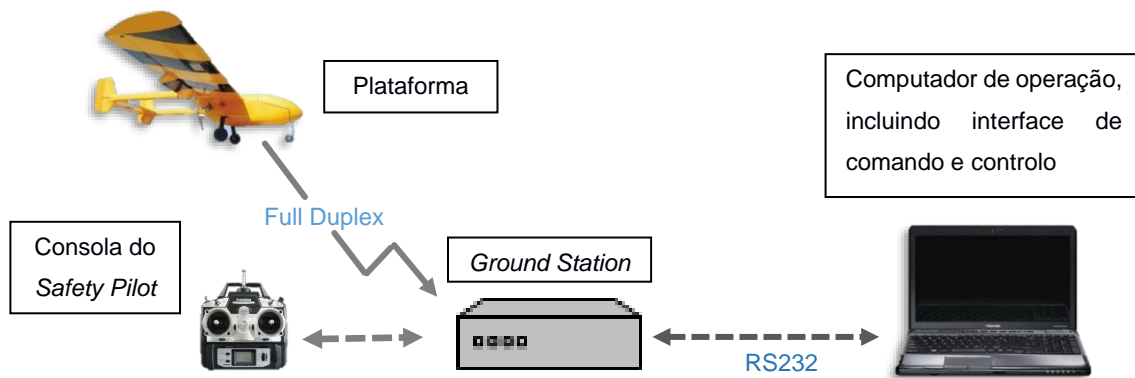 Plataforma
Computador de operação,
incluindo interface de
comando e controlo
Full Duplex
Consola do
Safety Pilot
Ground Station
RS232